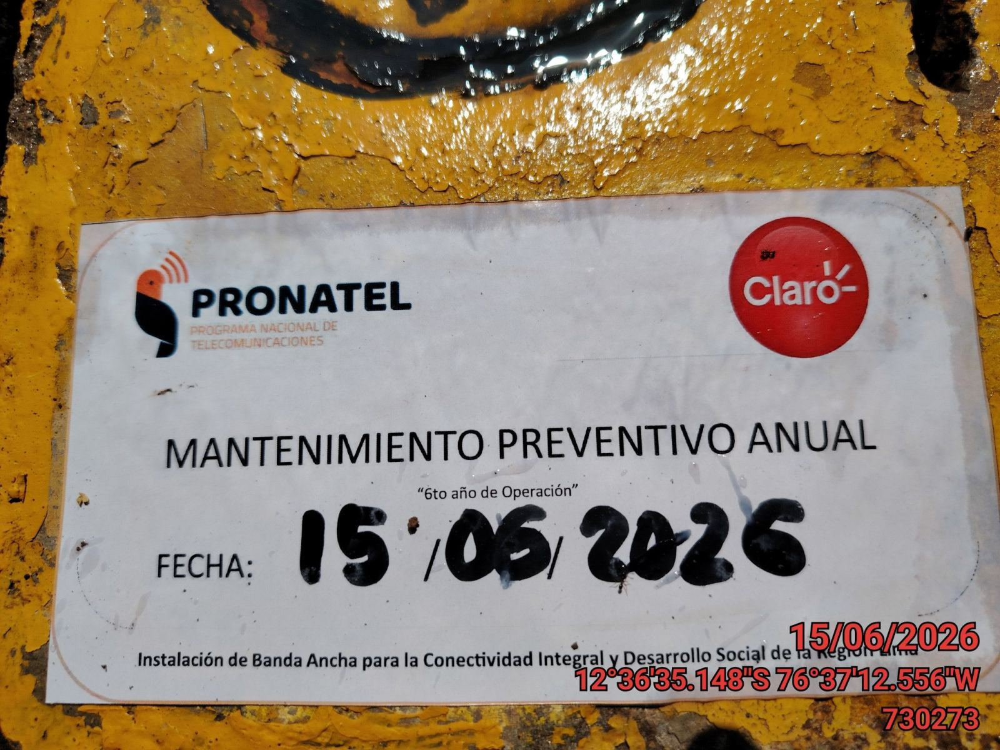 PRONATEL
PROGRAMA NACIONAL DE
TELECOMUNICACIONES
Claro
MANTENIMIENTO PREVENTIVO ANUAL
“6to año de Operación”
FECHA: 15/06/2026
Instalación de Banda Ancha para la Conectividad Integral y Desarrollo Social de la Región Lima
15/06/2026
12°36'35.148"S 76°37'12.556"W
730273